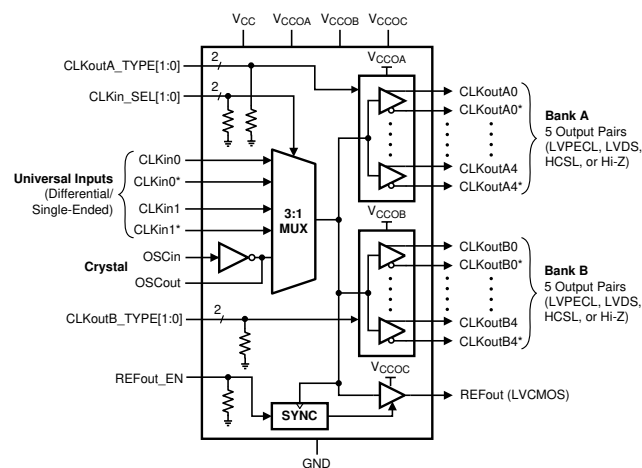 VCC VCCOA VCCOB VCCOC
CLKoutA_TYPE[1:0] 2
CLKin_SEL[1:0] 2
VCCOA
CLKoutA0
CLKoutA0*
CLKoutA4
CLKoutA4*
Bank A
5 Output Pairs
(LVPECL, LVDS,
HCSL, or Hi-Z)
Universal Inputs
(Differential/
Single-Ended)
CLKin0
CLKin0*
CLKin1
CLKin1*
3:1
MUX
Crystal
OSCin
OSCout
VCCOB
CLKoutB0
CLKoutB0*
CLKoutB4
CLKoutB4*
Bank B
5 Output Pairs
(LVPECL, LVDS,
HCSL, or Hi-Z)
CLKoutB_TYPE[1:0] 2
REFout_EN
SYNC
VCCOC
REFout (LVCMOS)
GND